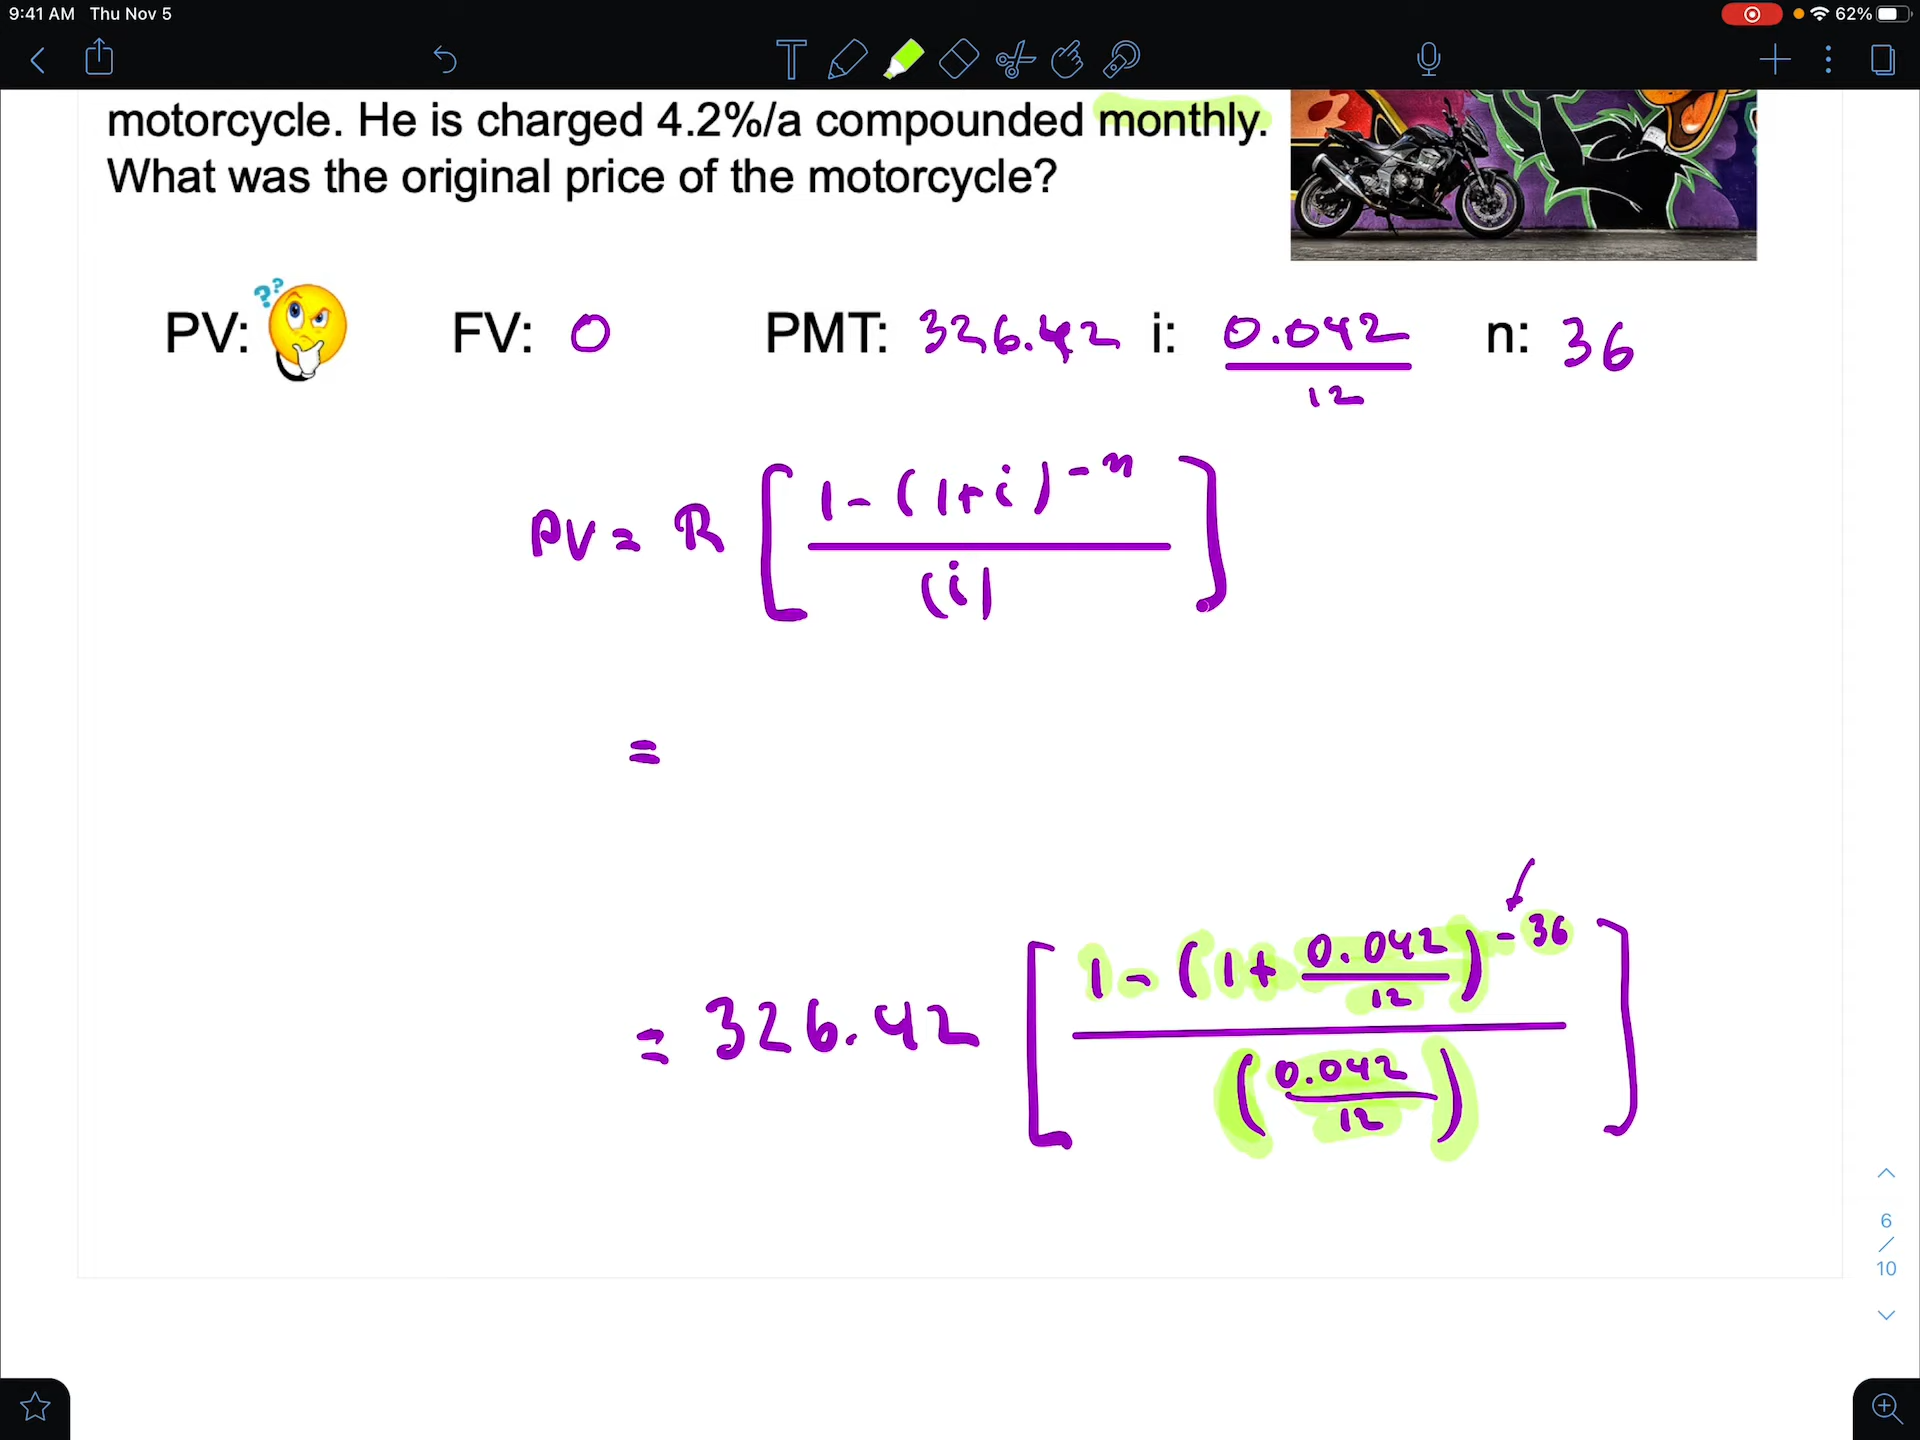 9:41 AM Thu Nov 5 62%
motorcycle. He is charged 4.2%/a compounded monthly.
What was the original price of the motorcycle?
PV: ?? FV: 0 PMT: 326.42 i: 0.042/12 n: 36
PV = R [ 1-(1+i)^-n / (i) ]
=
= 326.42 [ 1-(1+ 0.042/12 )^-36 / ( 0.042/12 ) ]
6
/
10